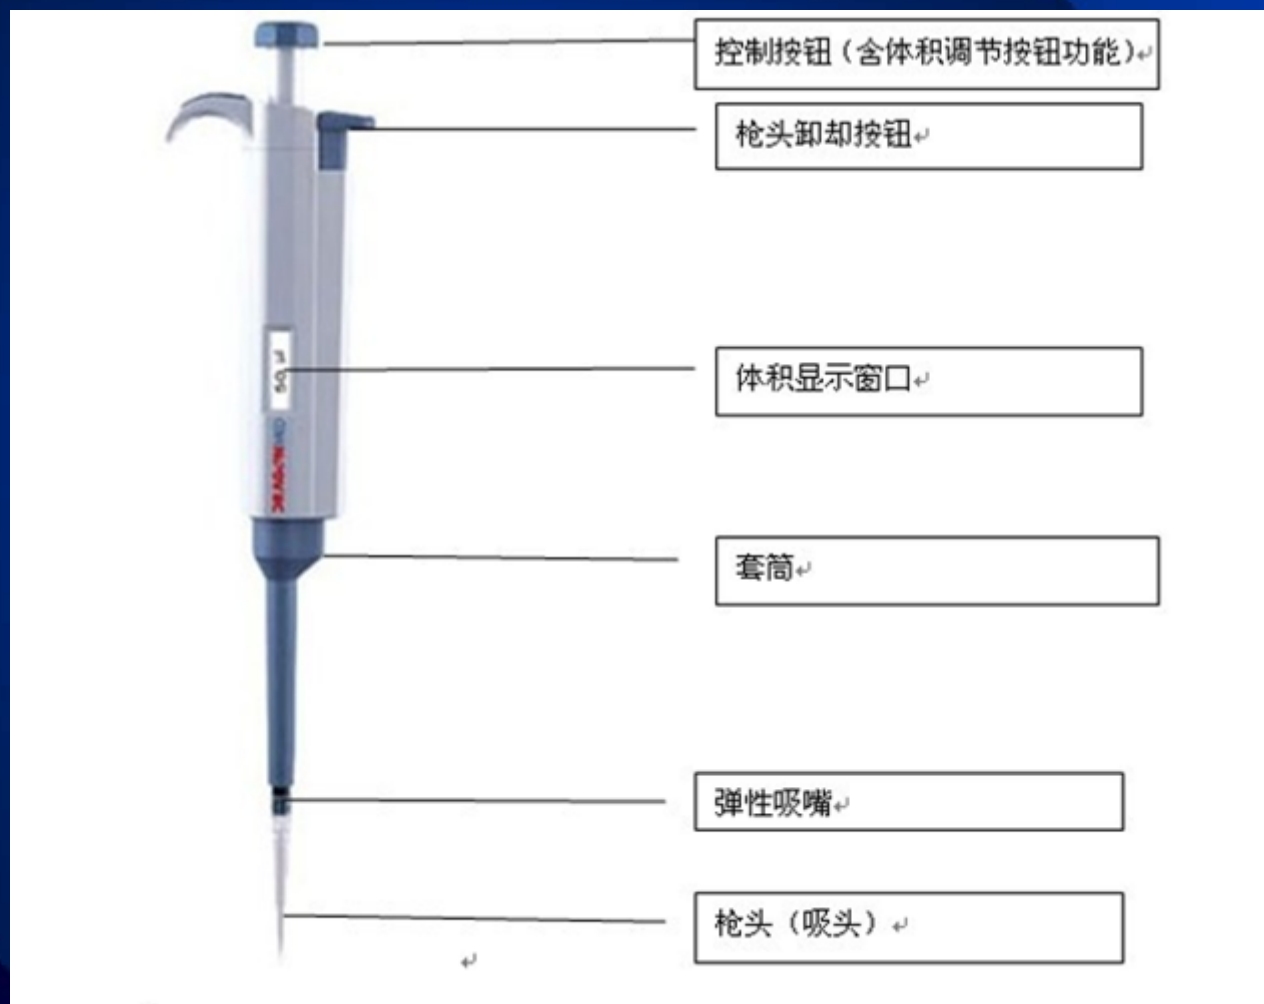 控制按钮（含体积调节按钮功能）
枪头卸却按钮
体积显示窗口
套筒
弹性吸嘴
枪头（吸头）